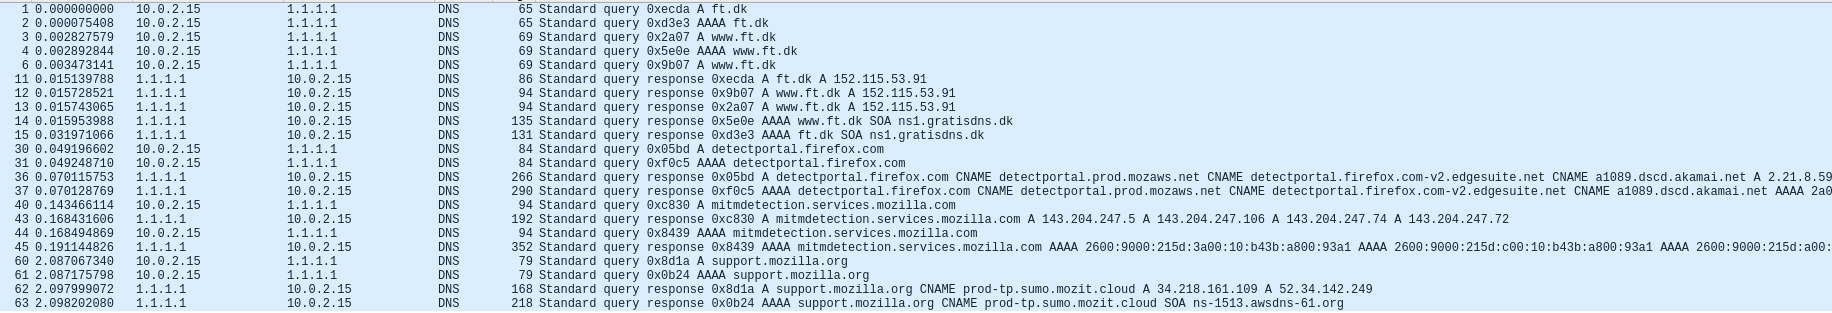 1 0.000000000 10.0.2.15 1.1.1.1 DNS 65 Standard query 0xecda A ft.dk
2 0.000075408 10.0.2.15 1.1.1.1 DNS 65 Standard query 0xd3e3 AAAA ft.dk
3 0.002827579 10.0.2.15 1.1.1.1 DNS 69 Standard query 0x2a07 A www.ft.dk
4 0.002892844 10.0.2.15 1.1.1.1 DNS 69 Standard query 0x5e0e AAAA www.ft.dk
6 0.003473141 10.0.2.15 1.1.1.1 DNS 69 Standard query 0x9b07 A www.ft.dk
11 0.015139788 1.1.1.1 10.0.2.15 DNS 86 Standard query response 0xecda A ft.dk A 152.115.53.91
12 0.015728521 1.1.1.1 10.0.2.15 DNS 94 Standard query response 0x9b07 A www.ft.dk A 152.115.53.91
13 0.015743065 1.1.1.1 10.0.2.15 DNS 94 Standard query response 0x2a07 A www.ft.dk A 152.115.53.91
14 0.015953988 1.1.1.1 10.0.2.15 DNS 135 Standard query response 0x5e0e AAAA www.ft.dk SOA ns1.gratisdns.dk
15 0.031971066 1.1.1.1 10.0.2.15 DNS 131 Standard query response 0xd3e3 AAAA ft.dk SOA ns1.gratisdns.dk
30 0.049196602 10.0.2.15 1.1.1.1 DNS 84 Standard query 0x05bd A detectportal.firefox.com
31 0.049248710 10.0.2.15 1.1.1.1 DNS 84 Standard query 0xf0c5 AAAA detectportal.firefox.com
36 0.070115753 1.1.1.1 10.0.2.15 DNS 266 Standard query response 0x05bd A detectportal.firefox.com CNAME detectportal.prod.mozaws.net CNAME detectportal.firefox.com-v2.edgesuite.net CNAME a1089.dscd.akamai.net A 2.21.8.59
37 0.070128769 1.1.1.1 10.0.2.15 DNS 290 Standard query response 0xf0c5 AAAA detectportal.firefox.com CNAME detectportal.prod.mozaws.net CNAME detectportal.firefox.com-v2.edgesuite.net CNAME a1089.dscd.akamai.net AAAA 2a0
40 0.143466114 10.0.2.15 1.1.1.1 DNS 94 Standard query 0xc830 A mitmdetection.services.mozilla.com
43 0.168431606 1.1.1.1 10.0.2.15 DNS 192 Standard query response 0xc830 A mitmdetection.services.mozilla.com A 143.204.247.5 A 143.204.247.106 A 143.204.247.74 A 143.204.247.72
44 0.168494869 10.0.2.15 1.1.1.1 DNS 94 Standard query 0x8439 AAAA mitmdetection.services.mozilla.com
45 0.191144826 1.1.1.1 10.0.2.15 DNS 352 Standard query response 0x8439 AAAA mitmdetection.services.mozilla.com AAAA 2600:9000:215d:3a00:10:b43b:a800:93a1 AAAA 2600:9000:215d:c00:10:b43b:a800:93a1 AAAA 2600:9000:215d:a00:
60 2.087067340 10.0.2.15 1.1.1.1 DNS 79 Standard query 0x8d1a A support.mozilla.org
61 2.087175798 10.0.2.15 1.1.1.1 DNS 79 Standard query 0x0b24 AAAA support.mozilla.org
62 2.097999072 1.1.1.1 10.0.2.15 DNS 168 Standard query response 0x8d1a A support.mozilla.org CNAME prod-tp.sumo.mozit.cloud A 34.218.161.109 A 52.34.142.249
63 2.098202080 1.1.1.1 10.0.2.15 DNS 218 Standard query response 0x0b24 AAAA support.mozilla.org CNAME prod-tp.sumo.mozit.cloud SOA ns-1513.awsdns-61.org